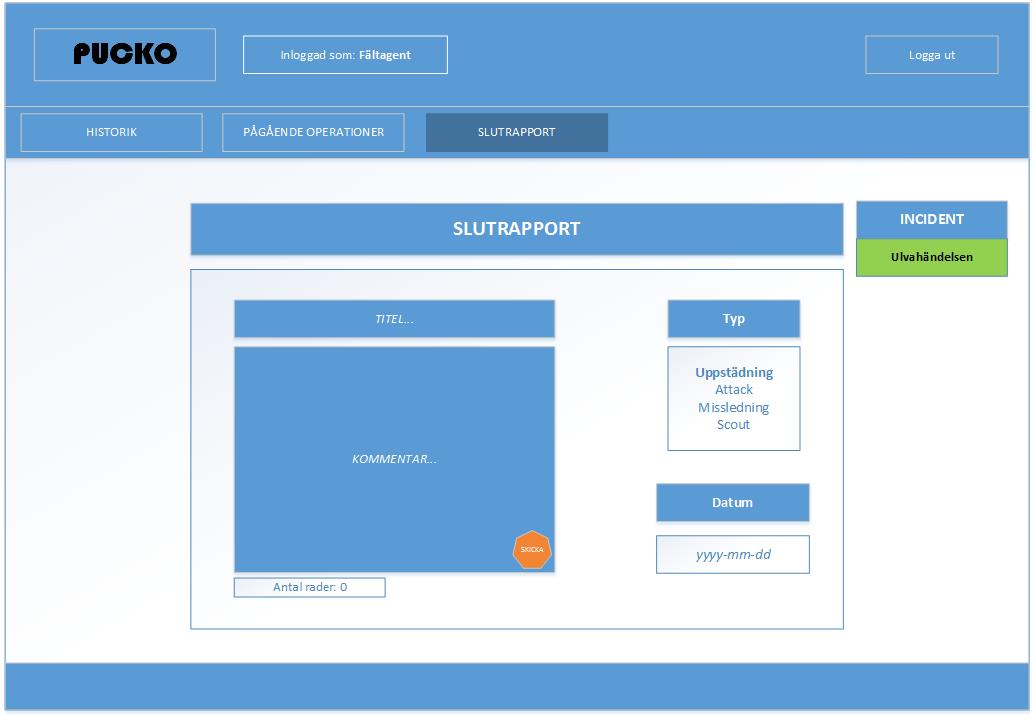 PUCKO
Inloggad som: Fältagent
Logga ut
HISTORIK
PÅGÅENDE OPERATIONER
SLUTRAPPORT
SLUTRAPPORT
INCIDENT
Ulvahändelsen
TITEL...
KOMMENTAR...
SKICKA
Antal rader: 0
Typ
Uppstädning
Attack
Missledning
Scout
Datum
yyyy-mm-dd